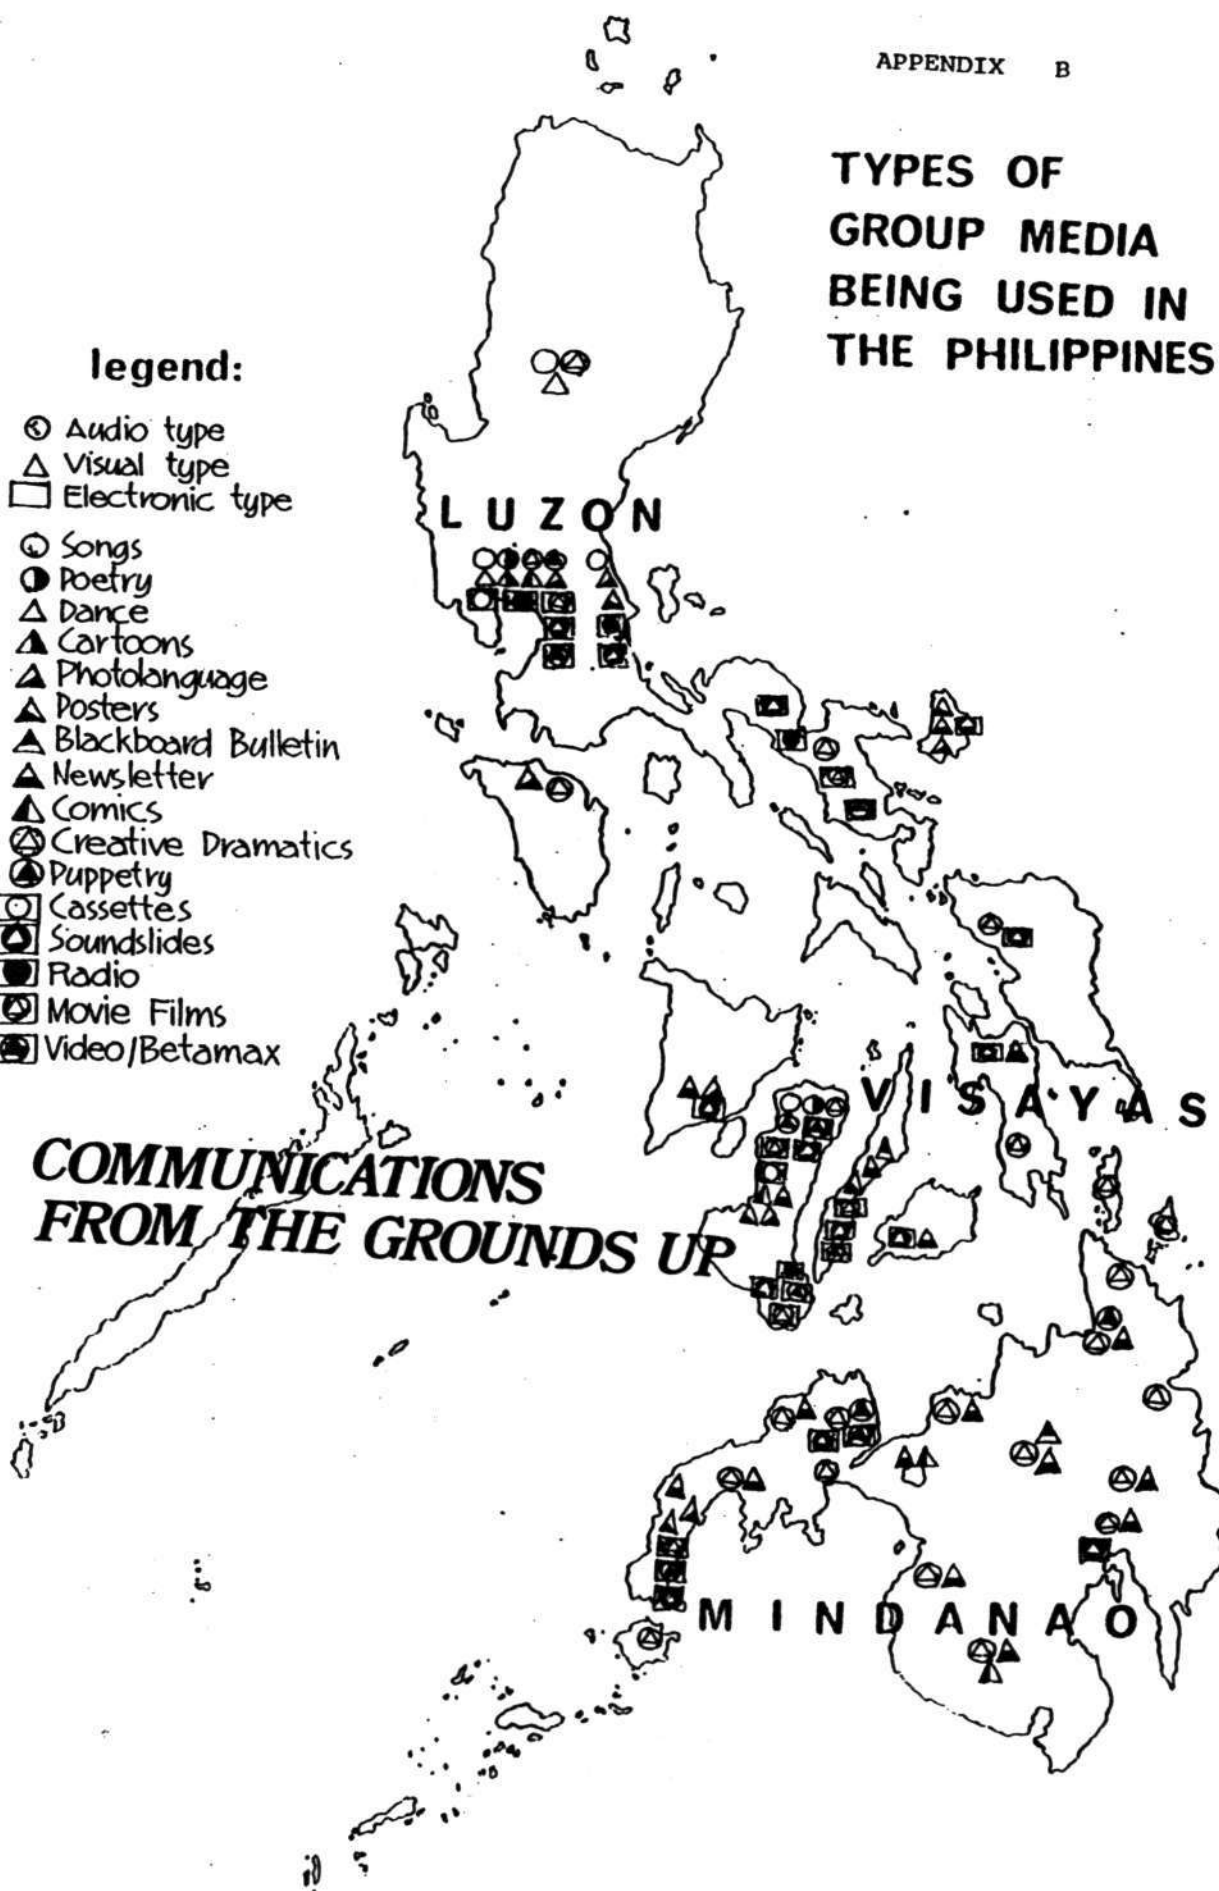 APPENDIX B
TYPES OF
GROUP MEDIA
BEING USED IN
THE PHILIPPINES
legend:
Audio type
Visual type
Electronic type
Songs
Poetry
Dance
Cartoons
Photolanguage
Posters
Blackboard Bulletin
Newsletter
Comics
Creative Dramatics
Puppetry
Cassettes
Soundslides
Radio
Movie Films
Video/Betamax
LUZON
VISAYAS
COMMUNICATIONS
FROM THE GROUNDS UP
MINDANAO